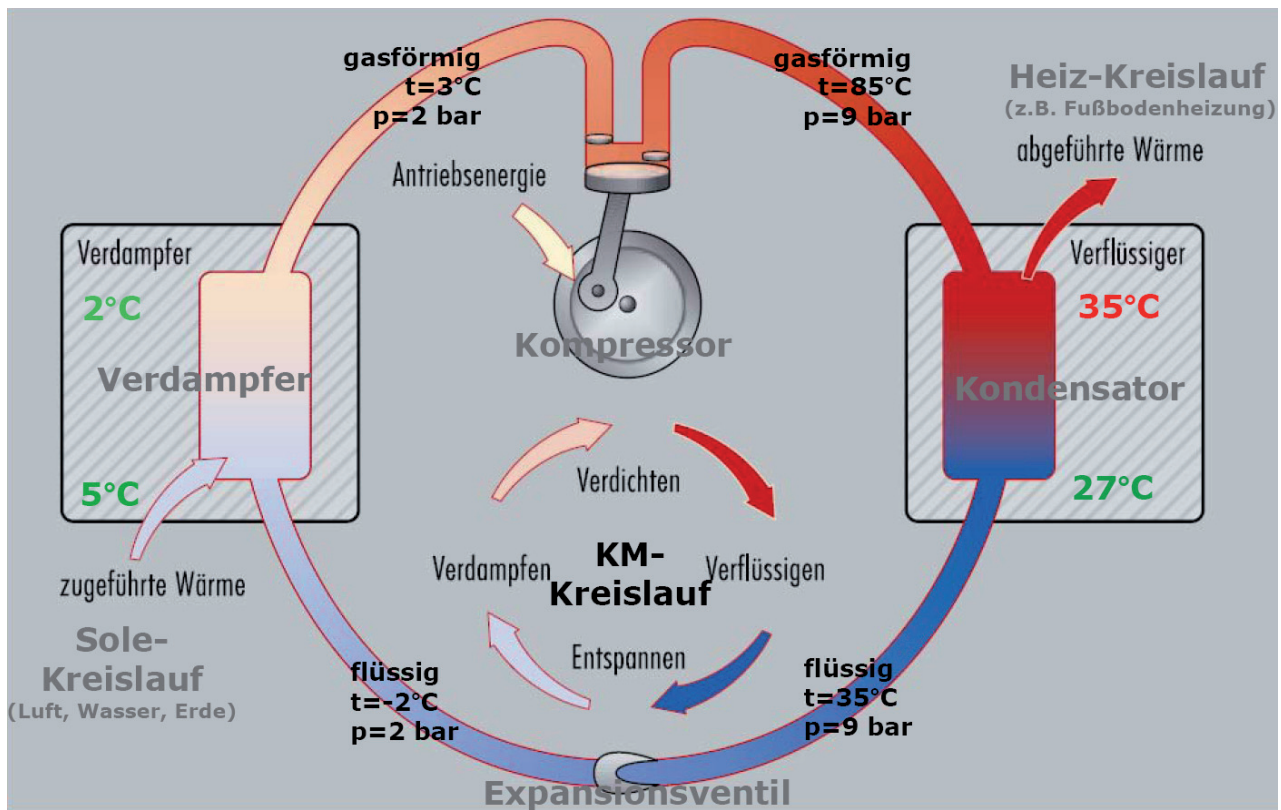 gasförmig
t=3°C
p=2 bar
gasförmig
t=85°C
p=9 bar
Heiz-Kreislauf
(z.B. Fußbodenheizung)
abgeführte Wärme
Antriebsenergie
Verdampfer
2°C
Verdampfer
5°C
Kompressor
Verflüssiger
35°C
Kondensator
27°C
Verdichten
Verdampfen
KM-
Kreislauf
Verflüssigen
Entspannen
zugeführte Wärme
Sole-
Kreislauf
(Luft, Wasser, Erde)
flüssig
t=-2°C
p=2 bar
flüssig
t=35°C
p=9 bar
Expansionsventil